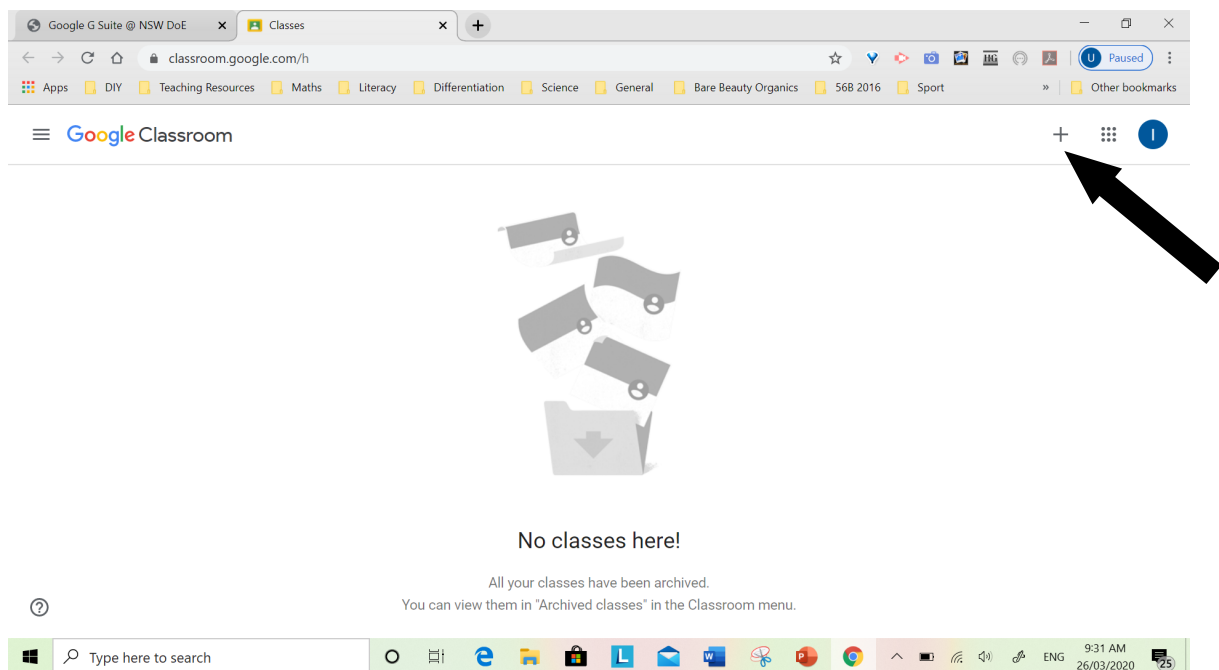 Google G Suite @ NSW DoE Classes
classroom.google.com/h U Paused
Apps DIY Teaching Resources Maths Literacy Differentiation Science General Bare Beauty Organics 56B 2016 Sport » Other bookmarks
Google Classroom I
No classes here!
All your classes have been archived.
You can view them in "Archived classes" in the Classroom menu.
Type here to search ENG 9:31 AM
26/03/2020 25